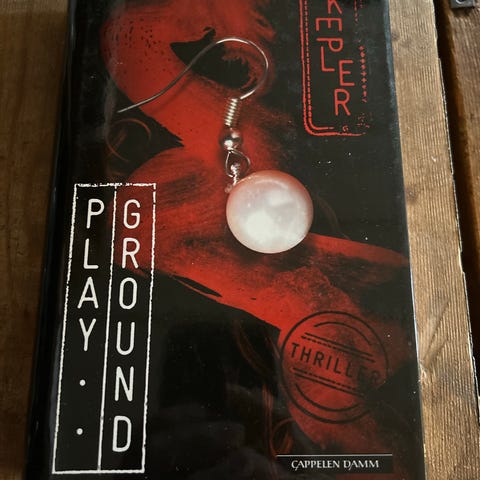 KEPLER
PLAY..
GROUND
THRILLER
CAPPELEN DAMM